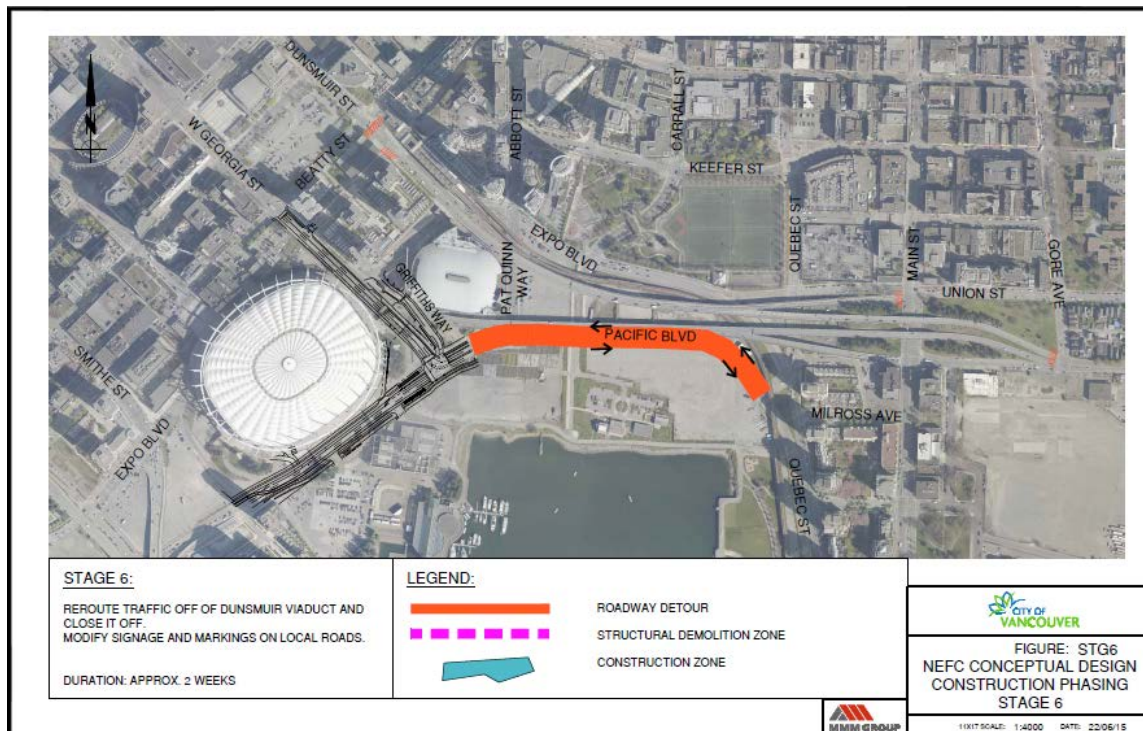 DUNSMUIR ST
W GEORGIA ST
BEATTY ST
ABBOTT ST
CARRALL ST
KEEFER ST
QUEBEC ST
MAIN ST
GORE AVE
UNION ST
EXPO BLVD
PAT QUINN
WAY
GRIFFITHS WAY
PACIFIC BLVD
SMITHE ST
EXPO BLVD
MILROSS AVE
QUEBEC ST
STAGE 6:
REROUTE TRAFFIC OFF OF DUNSMUIR VIADUCT AND
CLOSE IT OFF.
MODIFY SIGNAGE AND MARKINGS ON LOCAL ROADS.
DURATION: APPROX. 2 WEEKS
LEGEND:
ROADWAY DETOUR
STRUCTURAL DEMOLITION ZONE
CONSTRUCTION ZONE
CITY OF
VANCOUVER
FIGURE: STG6
NEFC CONCEPTUAL DESIGN
CONSTRUCTION PHASING
STAGE 6
MMM GROUP
11X17 SCALE: 1:4000 DATE: 22/06/15